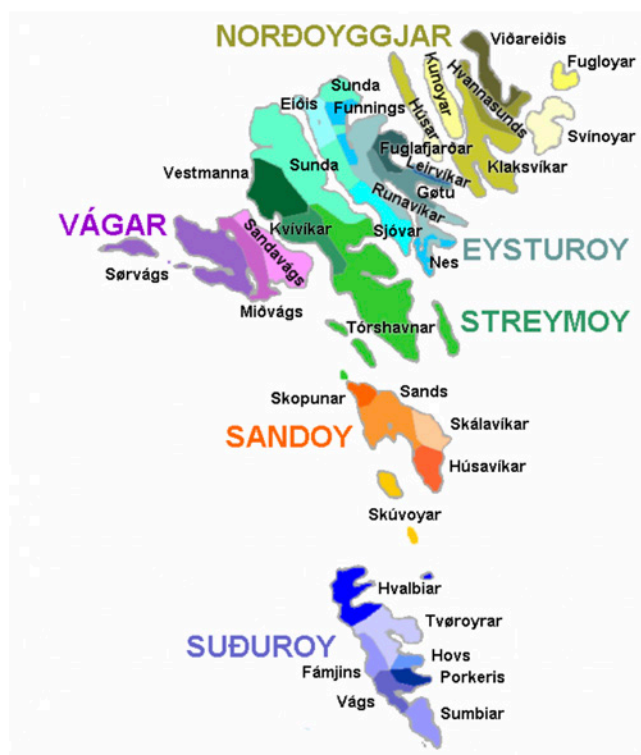 NORÐOYGGJAR
Viðareiðis
Fugloyar
Kunoyar
Hvannasunds
Húsar
Sunda
Eiðis
Funnings
Svínoyar
Fuglafjarðar
Leirvíkar
Klaksvíkar
Vestmanna
Sunda
Gøtu
Runavíkar
VÁGAR
Sandavágs
Kvívíkar
Sjóvar
EYSTUROY
Nes
Sørvágs
Miðvágs
STREYMOY
Tórshavnar
Skopunar
Sands
Skálavíkar
SANDOY
Húsavíkar
Skúvoyar
Hvalbiar
Tvøroyrar
SUÐUROY
Hovs
Fámjins
Porkeris
Vágs
Sumbiar